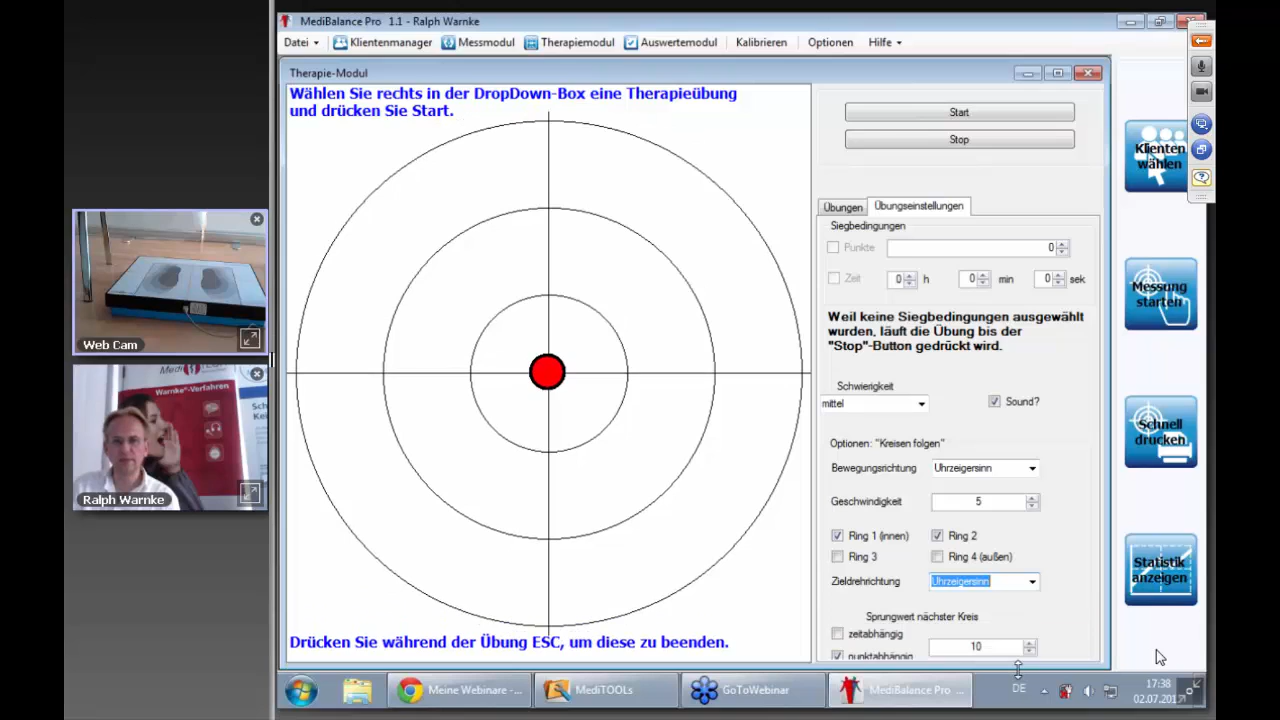 MediBalance Pro 1.1 - Ralph Warnke
Datei Klientenmanager Messmodul Therapiemodul Auswertemodul Kalibrieren Optionen Hilfe
Therapie-Modul
Wählen Sie rechts in der DropDown-Box eine Therapieübung
und drücken Sie Start.
Start
Stop
Übungen Übungseinstellungen
Siegbedingungen
Punkte 0
Zeit 0 h 0 min 0 sek
Weil keine Siegbedingungen ausgewählt
wurden, läuft die Übung bis der
"Stop"-Button gedrückt wird.
Schwierigkeit
mittel Sound?
Optionen: "Kreisen folgen"
Bewegungsrichtung Uhrzeigersinn
Geschwindigkeit 5
Ring 1 (innen) Ring 2
Ring 3 Ring 4 (außen)
Zieldrehrichtung Uhrzeigersinn
Sprungwert nächster Kreis
zeitabhängig
10
punktabhängig
Drücken Sie während der Übung ESC, um diese zu beenden.
Klienten
wählen
Messung
starten
Schnell
drucken
Statistik
anzeigen
Web Cam
Warnke®-Verfahren
Ralph Warnke
Meine Webinare - ...
MediTOOLs
GoToWebinar
MediBalance Pro ...
DE
17:38